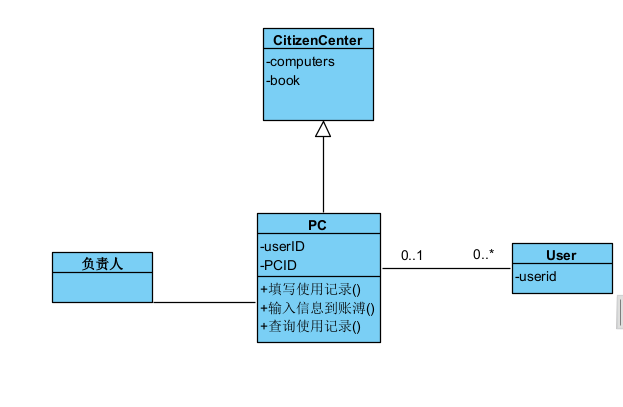 CitizenCenter
-computers
-book
PC
-userID
-PCID
+填写使用记录()
+输入信息到账溥()
+查询使用记录()
负责人
0..1
0..*
User
-userid